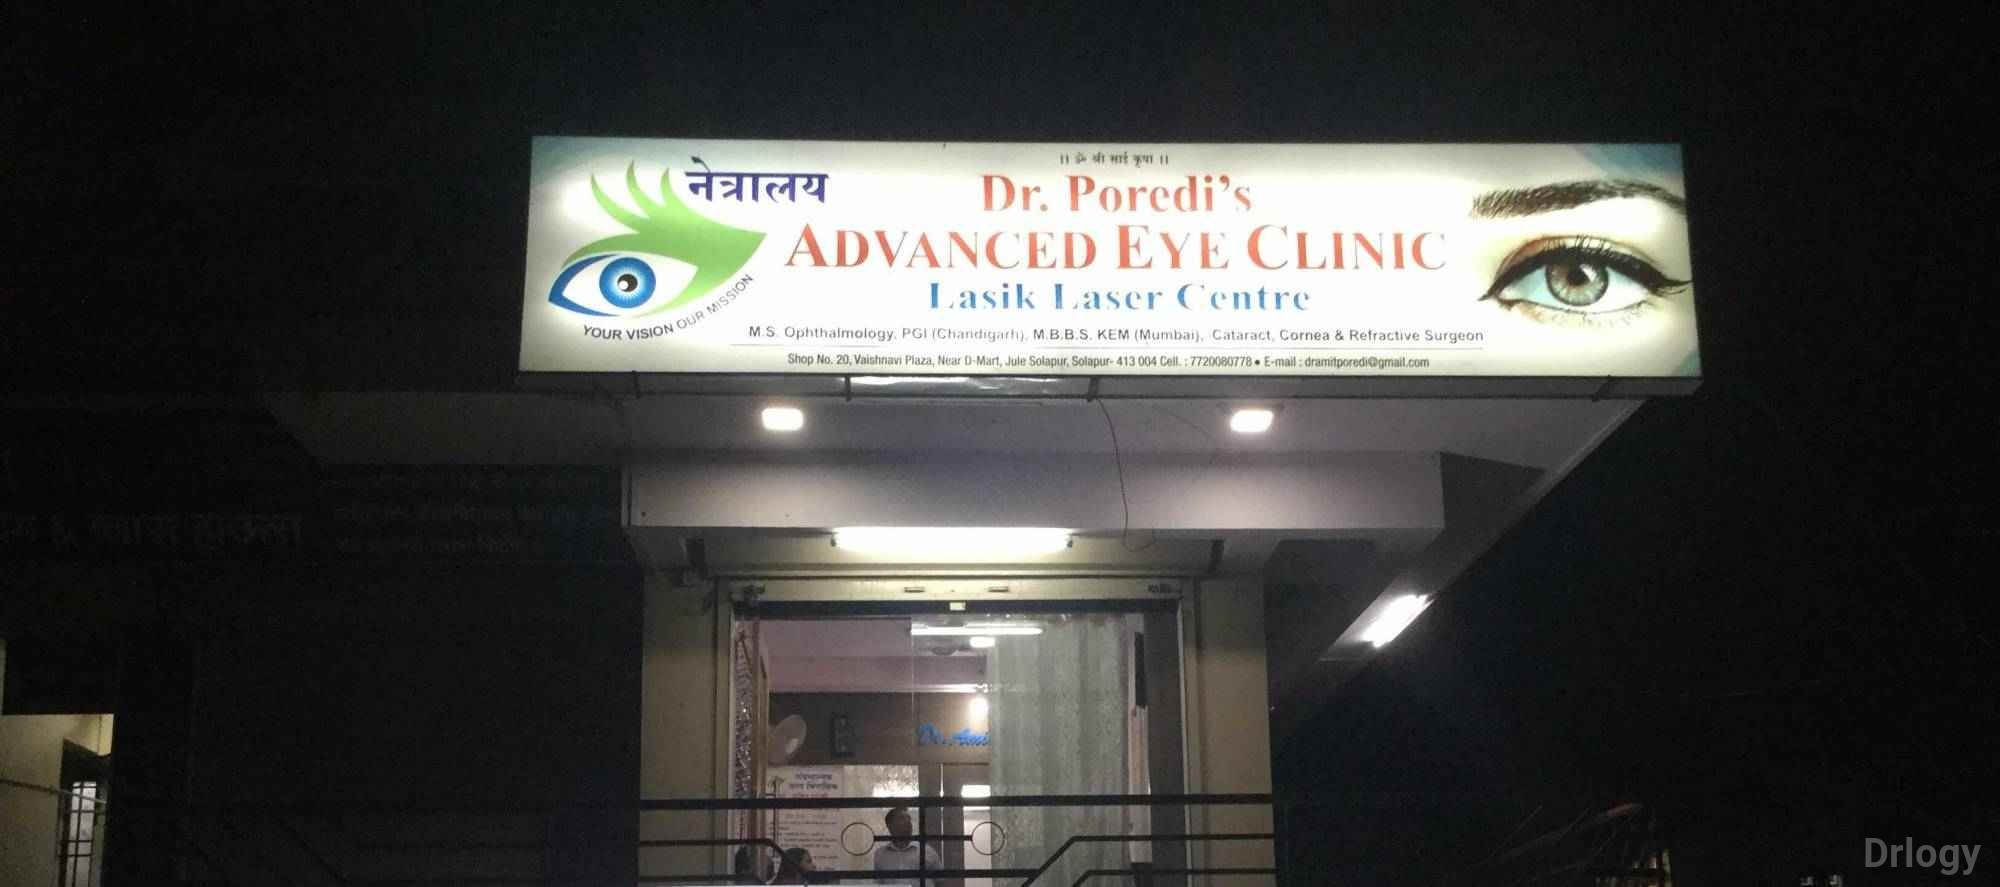 ।। ॐ श्री साई कृपा ।।
नेत्रालय
Dr. Poredi's
ADVANCED EYE CLINIC
Lasik Laser Centre
YOUR VISION OUR MISSION
M.S. Ophthalmology, PGI (Chandigarh), M.B.B.S. KEM (Mumbai), Cataract, Cornea & Refractive Surgeon
Shop No. 20, Vaishnavi Plaza, Near D-Mart, Jule Solapur, Solapur- 413 004 Cell. : 7720080778 ● E-mail : dramitporedi@gmail.com
Dr. Ami
Drlogy